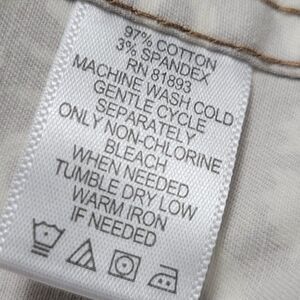 97% COTTON
3% SPANDEX
RN 81893
MACHINE WASH COLD
GENTLE CYCLE
SEPARATELY
ONLY NON-CHLORINE
BLEACH
WHEN NEEDED
TUMBLE DRY LOW
WARM IRON
IF NEEDED